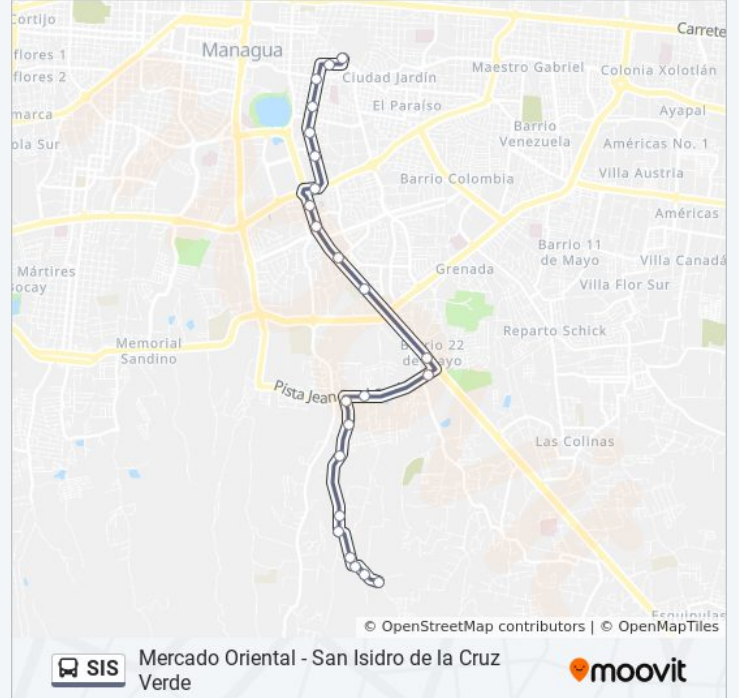 Cortijo
Carrete
Managua
flores 1
flores 2
Ciudad Jardín
Maestro Gabriel
Colonia Xolotlán
El Paraíso
Ayapal
marca
Barrio
Venezuela
ola Sur
Américas No. 1
Villa Austria
Barrio Colombia
Américas
Barrio 11
de Mayo
Villa Canadá
Mártires
ocay
Grenada
Villa Flor Sur
Reparto Schick
Memorial
Sandino
22
de
ayo
Pista Jean
Las Colinas
Esquipulas
© OpenStreetMap contributors | © OpenMapTiles
SIS
Mercado Oriental - San Isidro de la Cruz
Verde
moovit